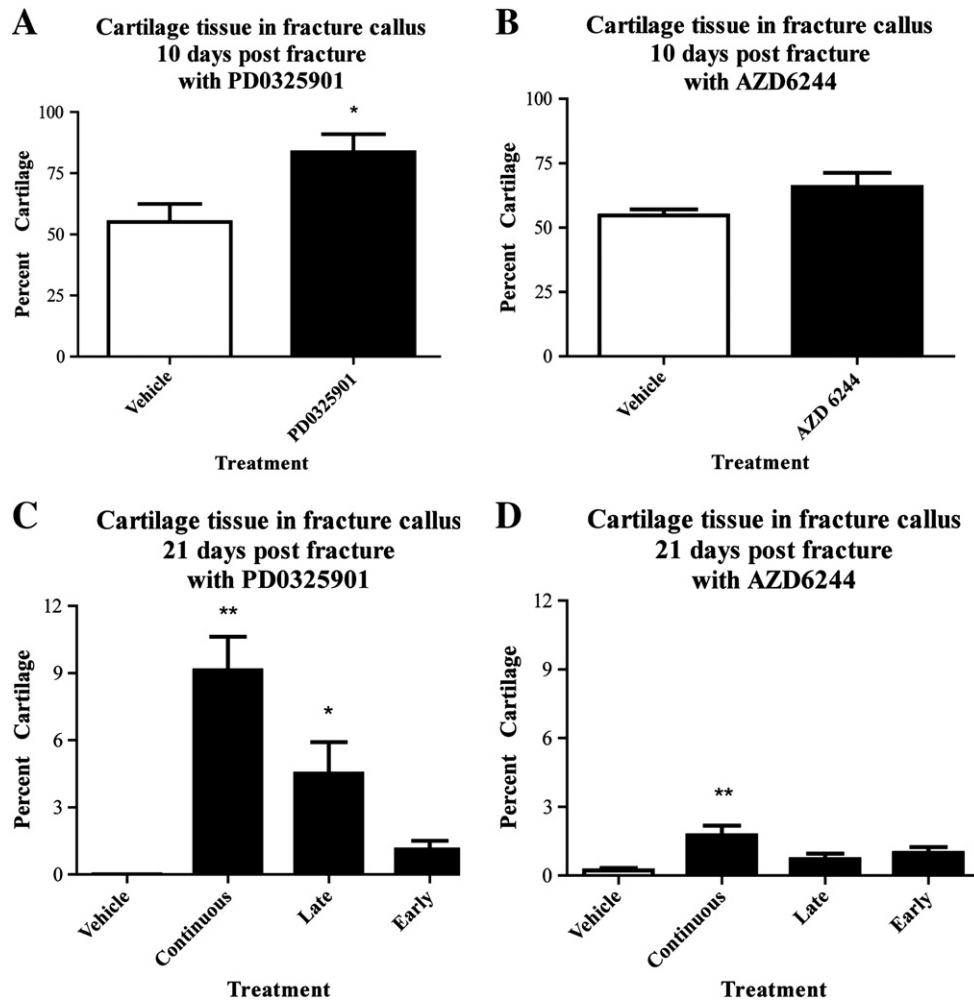 A
Cartilage tissue in fracture callus
10 days post fracture
with PD0325901
*
100
75
50
25
0
Percent Cartilage
Vehicle
PD0325901
Treatment
B
Cartilage tissue in fracture callus
10 days post fracture
with AZD6244
100
75
50
25
0
Percent Cartilage
Vehicle
AZD 6244
Treatment
C
Cartilage tissue in fracture callus
21 days post fracture
with PD0325901
12
9
6
3
0
Percent Cartilage
**
*
Vehicle
Continuous
Late
Early
Treatment
D
Cartilage tissue in fracture callus
21 days post fracture
with AZD6244
12
9
6
3
0
Percent Cartilage
**
Vehicle
Continuous
Late
Early
Treatment